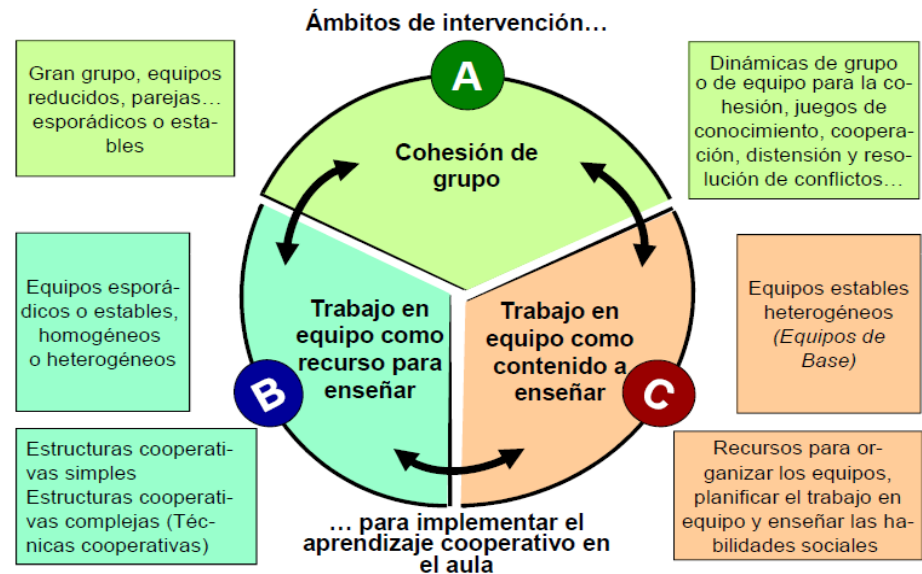 Ámbitos de intervención…
Gran grupo, equipos
reducidos, parejas…
esporádicos o esta-
bles
A
Dinámicas de grupo
o de equipo para la co-
hesión, juegos de
conocimiento, coopera-
ción, distensión y reso-
lución de conflictos…
Cohesión de
grupo
Equipos esporá-
dicos o estables,
homogéneos
o heterogéneos
Trabajo en
equipo como
recurso para
enseñar
Trabajo en
equipo como
contenido a
enseñar
Equipos estables
heterogéneos
(Equipos de
Base)
B
C
Estructuras cooperati-
vas simples
Estructuras cooperati-
vas complejas (Téc-
nicas cooperativas)
Recursos para or-
ganizar los equipos,
planificar el trabajo en
equipo y enseñar las ha-
bilidades sociales
… para implementar el
aprendizaje cooperativo en
el aula